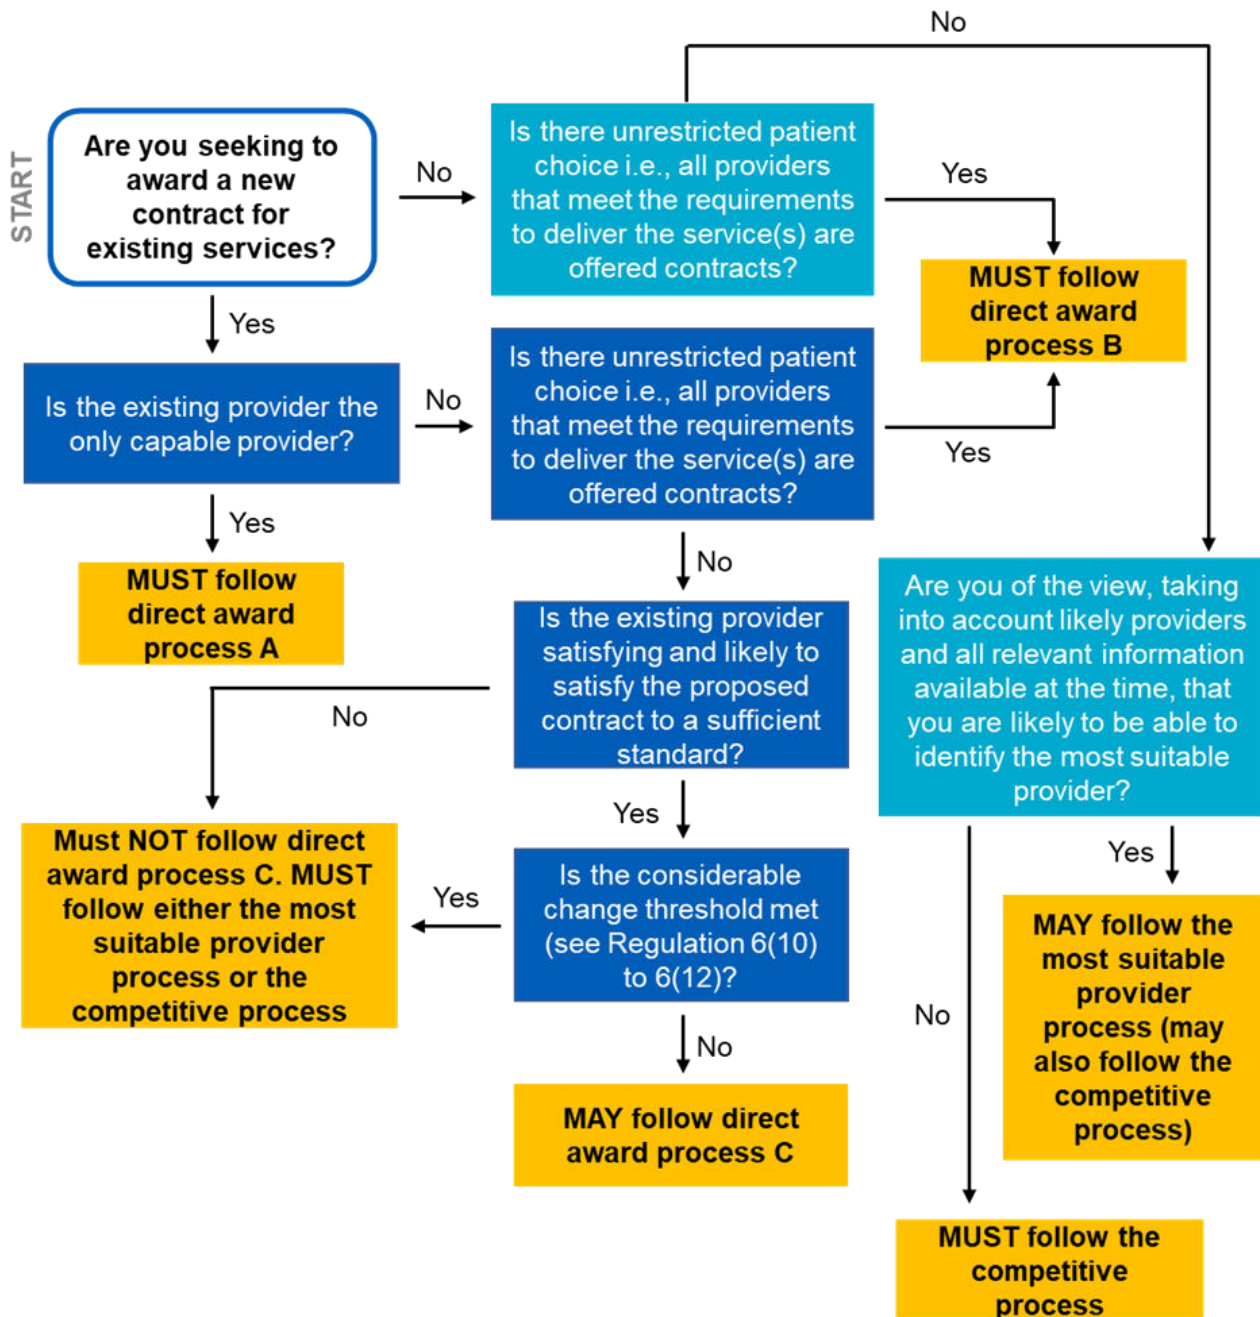 No
START
Are you seeking to
award a new
contract for
existing services?
No
Is there unrestricted patient
choice i.e., all providers
that meet the requirements
to deliver the service(s) are
offered contracts?
Yes
MUST follow
direct award
process B
Yes
Is the existing provider the
only capable provider?
No
Is there unrestricted patient
choice i.e., all providers
that meet the requirements
to deliver the service(s) are
offered contracts?
Yes
Yes
MUST follow
direct award
process A
No
Is the existing provider
satisfying and likely to
satisfy the proposed
contract to a sufficient
standard?
No
Are you of the view, taking
into account likely providers
and all relevant information
available at the time, that
you are likely to be able to
identify the most suitable
provider?
Yes
Must NOT follow direct
award process C. MUST
follow either the most
suitable provider
process or the
competitive process
Yes
Is the considerable
change threshold met
(see Regulation 6(10)
to 6(12)?
No
MAY follow direct
award process C
Yes
MAY follow the
most suitable
provider
process (may
also follow the
competitive
process)
No
MUST follow the
competitive
process